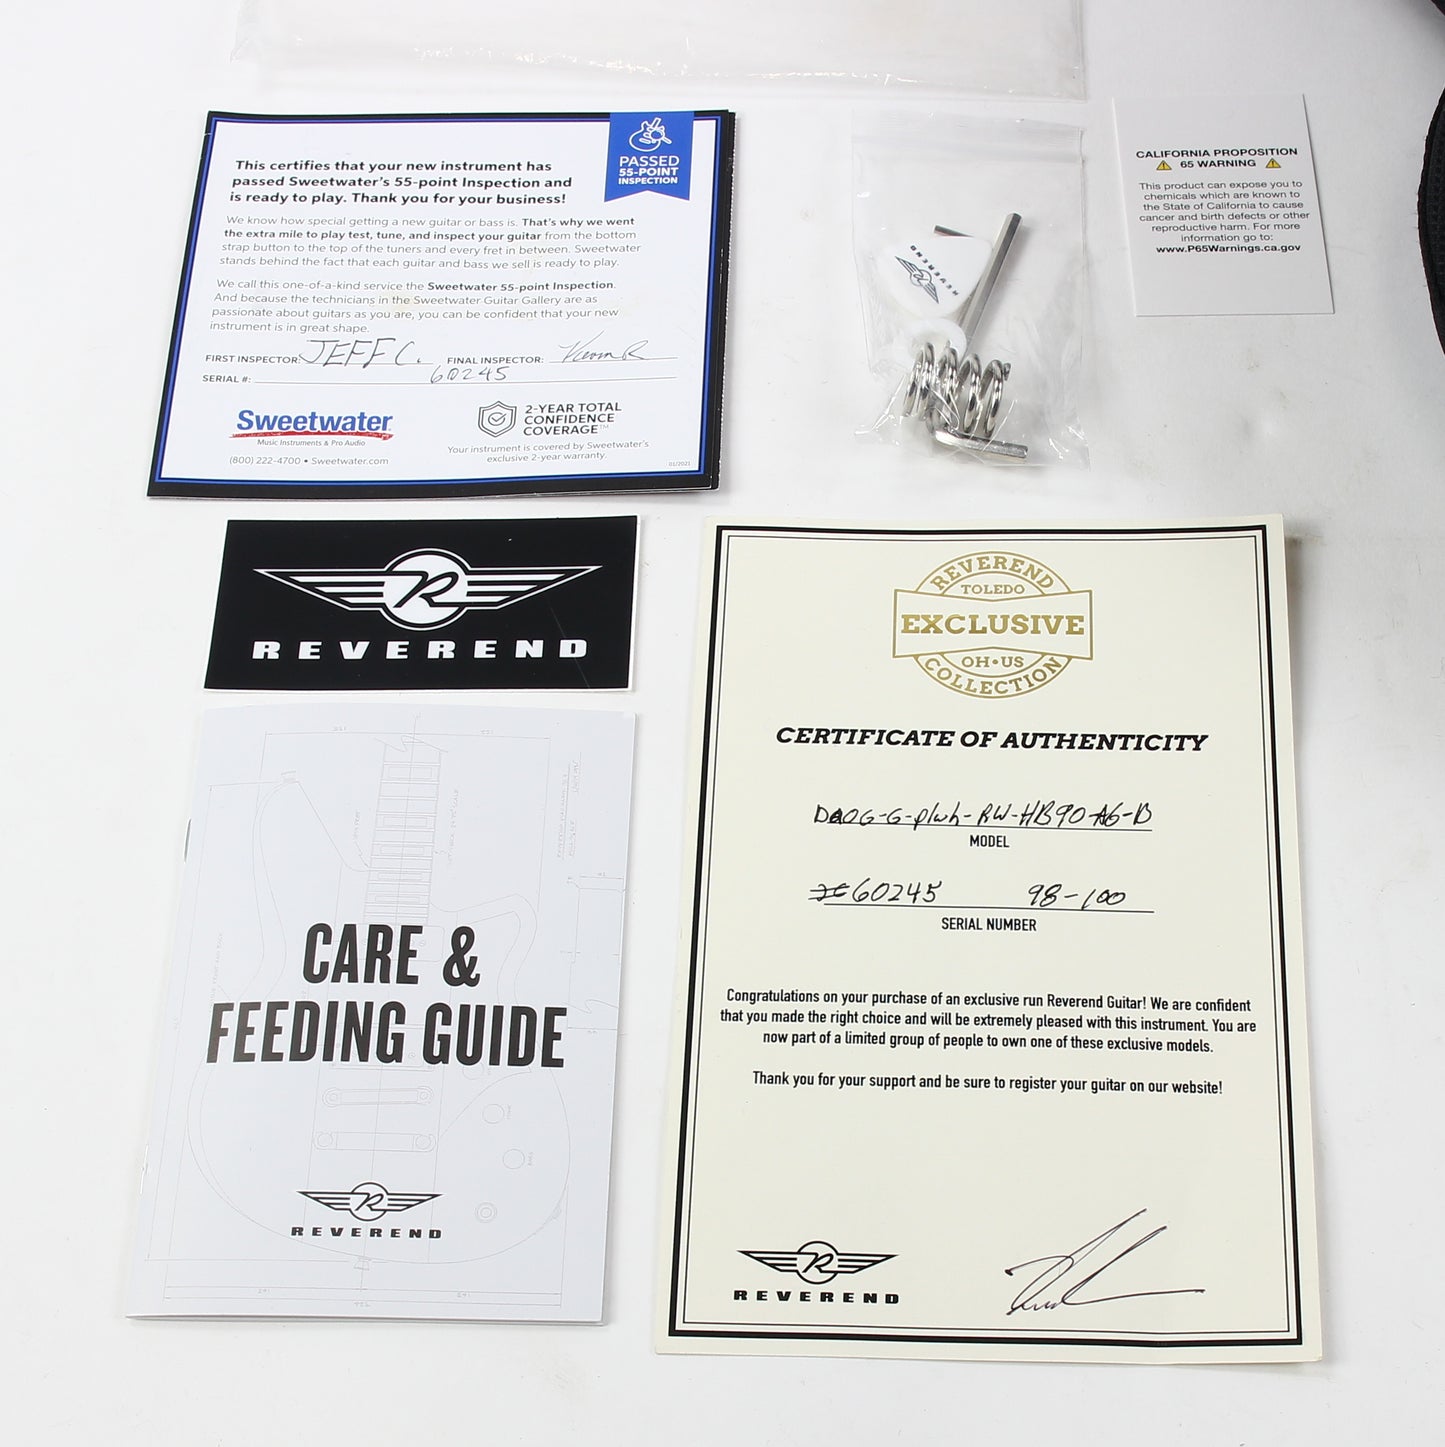 This certifies that your new instrument has
passed Sweetwater's 55-point Inspection and
is ready to play. Thank you for your business!
PASSED
55-POINT
INSPECTION
We know how special getting a new guitar or bass is. That's why we went
the extra mile to play test, tune, and inspect your guitar from the bottom
strap button to the top of the tuners and every fret in between. Sweetwater
stands behind the fact that each guitar and bass we sell is ready to play.
We call this one-of-a-kind service the Sweetwater 55-point Inspection.
And because the technicians in the Sweetwater Guitar Gallery are as
passionate about guitars as you are, you can be confident that your new
instrument is in great shape.
FIRST INSPECTOR: JEFF C. FINAL INSPECTOR:
SERIAL #: 60245
Sweetwater
Music Instruments & Pro Audio
(800) 222-4700 • Sweetwater.com
2-YEAR TOTAL
CONFIDENCE
COVERAGE™
Your instrument is covered by Sweetwater's
exclusive 2-year warranty.
01/2021
REVEREND
CALIFORNIA PROPOSITION
65 WARNING
This product can expose you to
chemicals which are known to
the State of California to cause
cancer and birth defects or other
reproductive harm. For more
information go to:
www.P65Warnings.ca.gov
R
REVEREND
CARE &
FEEDING GUIDE
R
REVEREND
REVEREND
TOLEDO
EXCLUSIVE
OH•US
COLLECTION
CERTIFICATE OF AUTHENTICITY
MODEL
60245 98-100
SERIAL NUMBER
Congratulations on your purchase of an exclusive run Reverend Guitar! We are confident
that you made the right choice and will be extremely pleased with this instrument. You are
now part of a limited group of people to own one of these exclusive models.
Thank you for your support and be sure to register your guitar on our website!
R
REVEREND